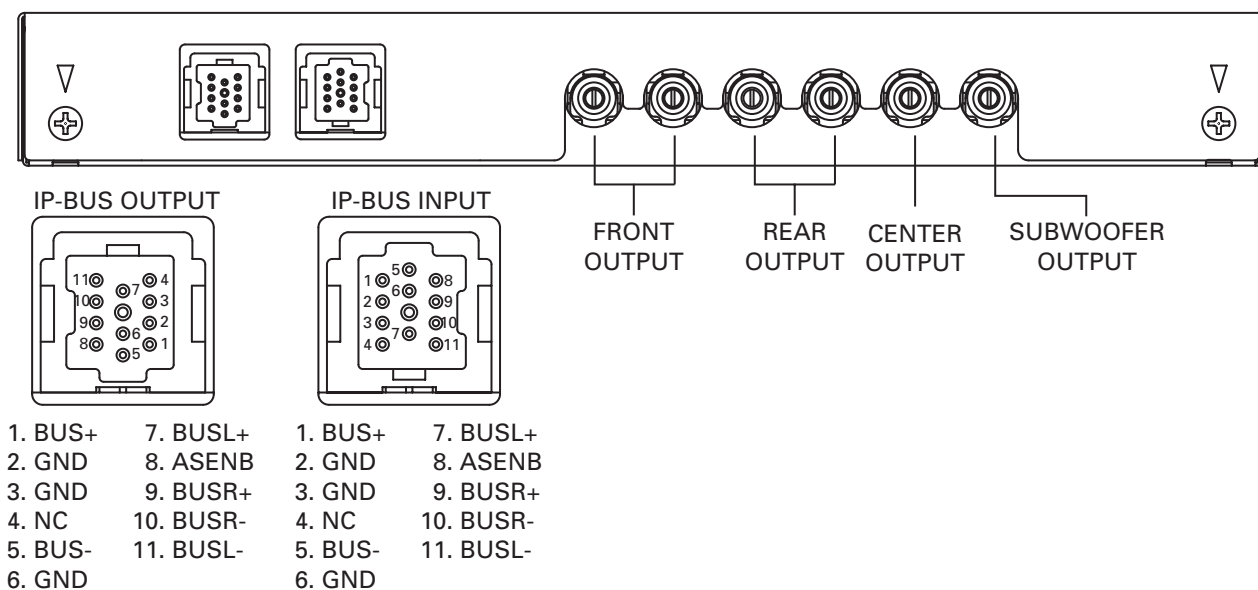 IP-BUS OUTPUT
IP-BUS INPUT
FRONT
OUTPUT
REAR
OUTPUT
CENTER
OUTPUT
SUBWOOFER
OUTPUT
11 7 4
10 3
9 6 2
8 5 1
1 5 8
2 6 9
3 10
4 7 11
1. BUS+ 7. BUSL+
2. GND 8. ASENB
3. GND 9. BUSR+
4. NC 10. BUSR-
5. BUS- 11. BUSL-
6. GND
1. BUS+ 7. BUSL+
2. GND 8. ASENB
3. GND 9. BUSR+
4. NC 10. BUSR-
5. BUS- 11. BUSL-
6. GND